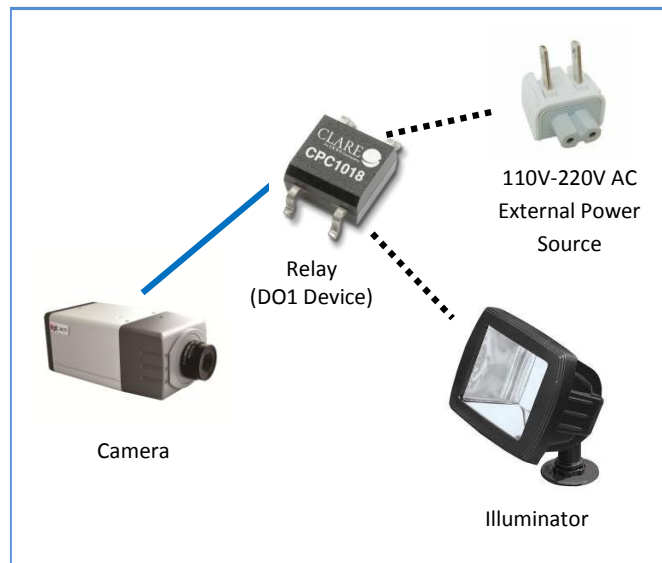 CLARE
CPC1018
110V-220V AC
External Power
Source
Relay
(DO1 Device)
Camera
Illuminator